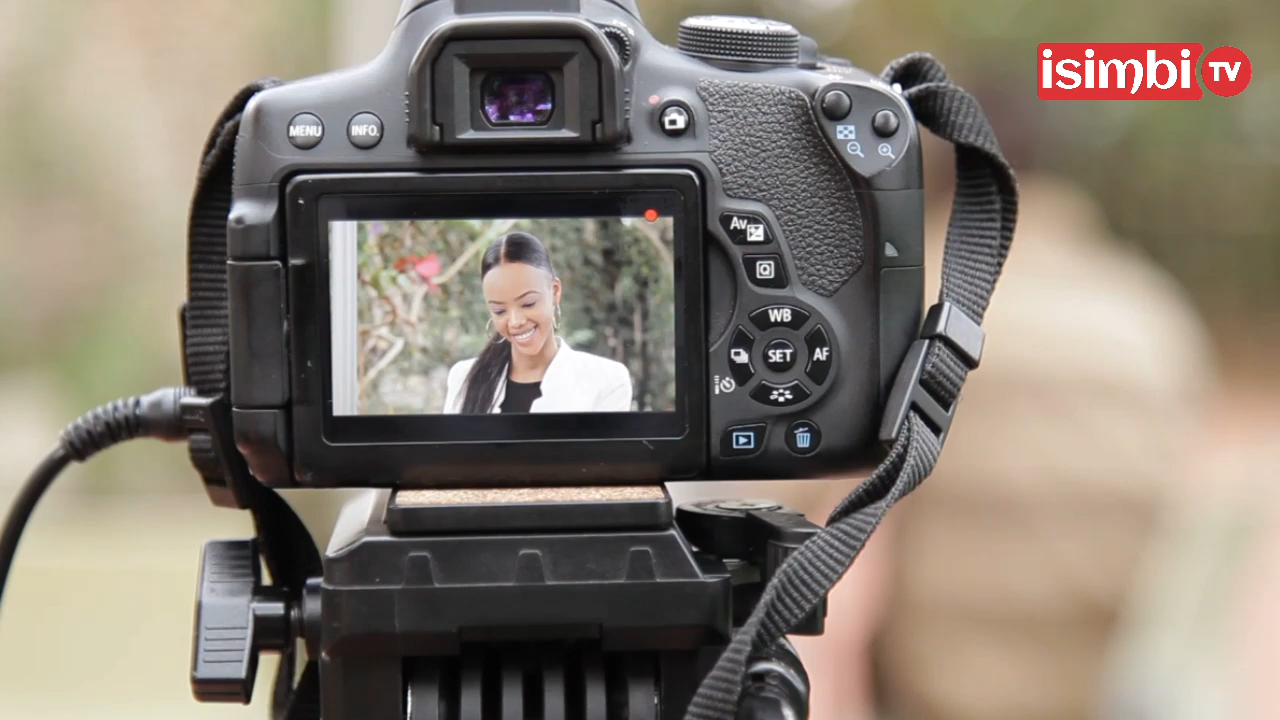 isimbi TV
MENU
INFO.
Av
Q
WB
SET
AF